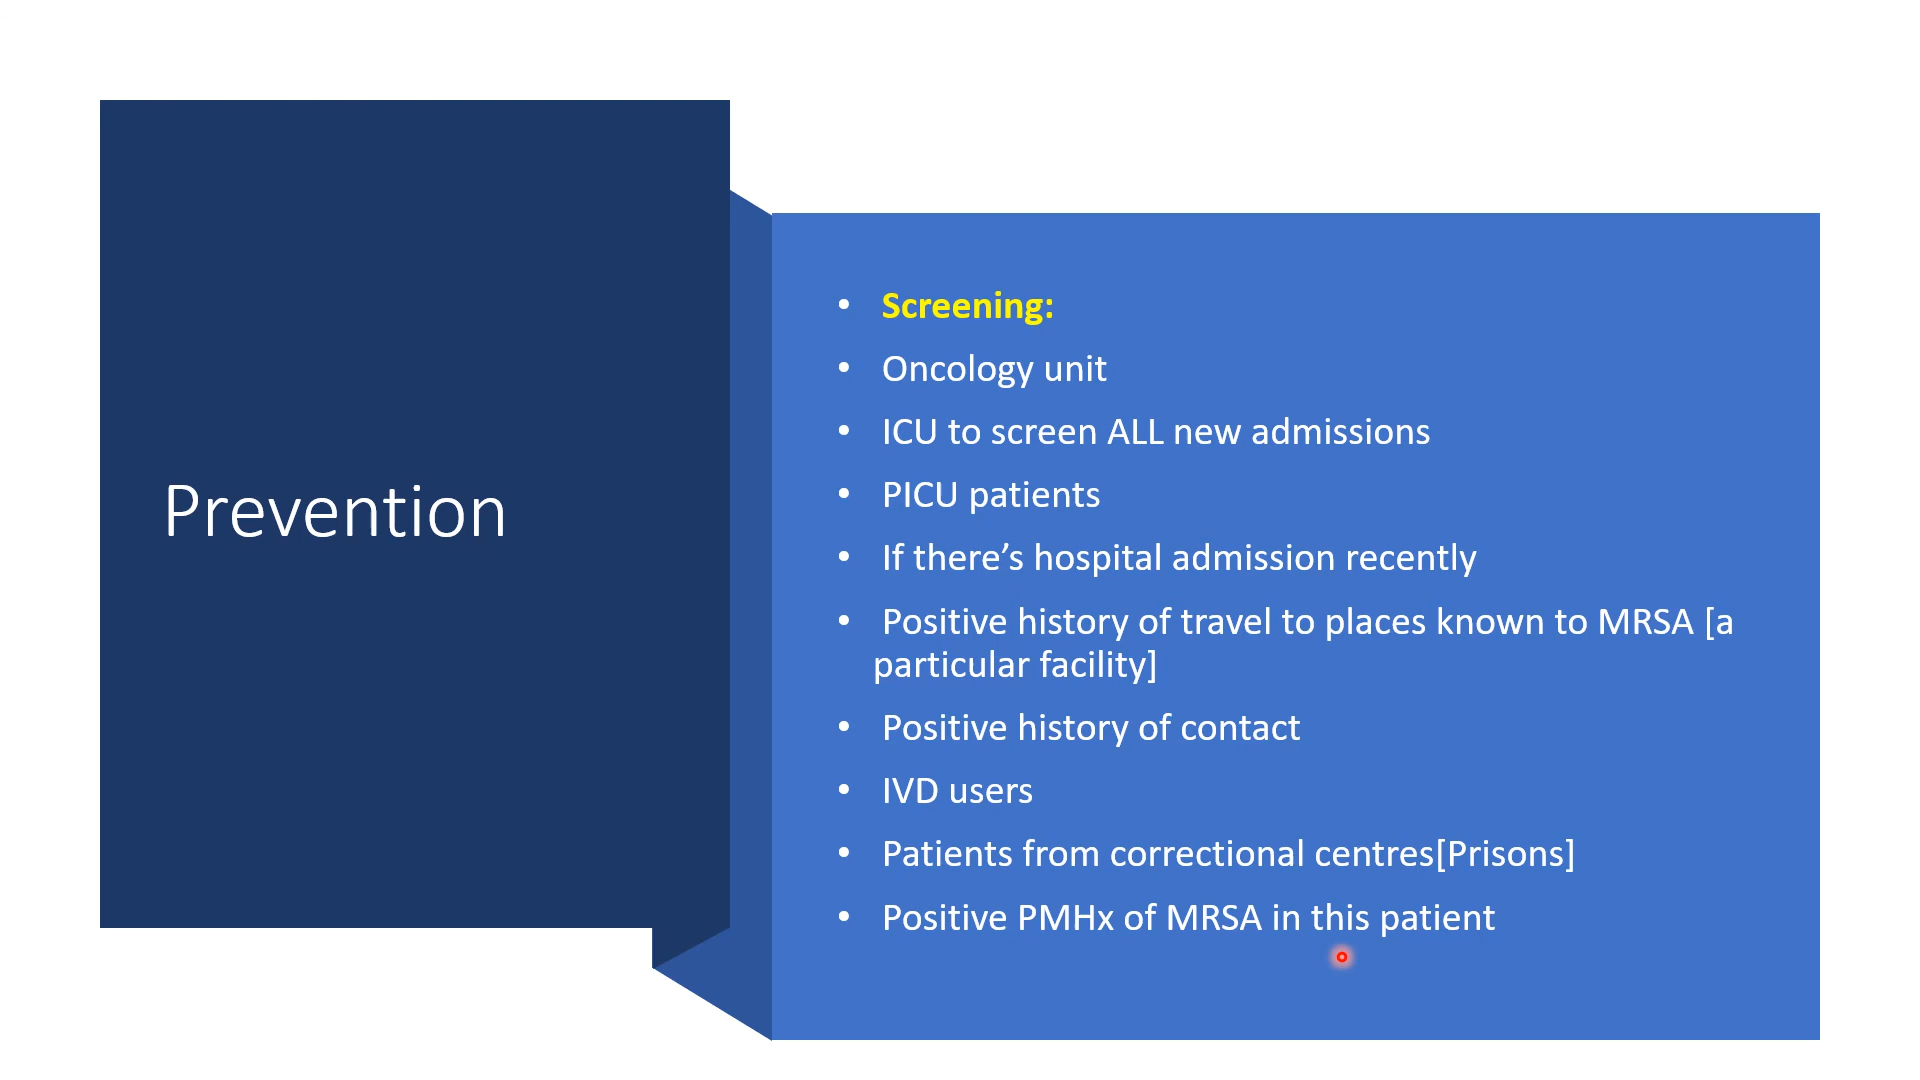 Prevention
• Screening:
• Oncology unit
• ICU to screen ALL new admissions
• PICU patients
• If there’s hospital admission recently
• Positive history of travel to places known to MRSA [a
particular facility]
• Positive history of contact
• IVD users
• Patients from correctional centres[Prisons]
• Positive PMHx of MRSA in this patient